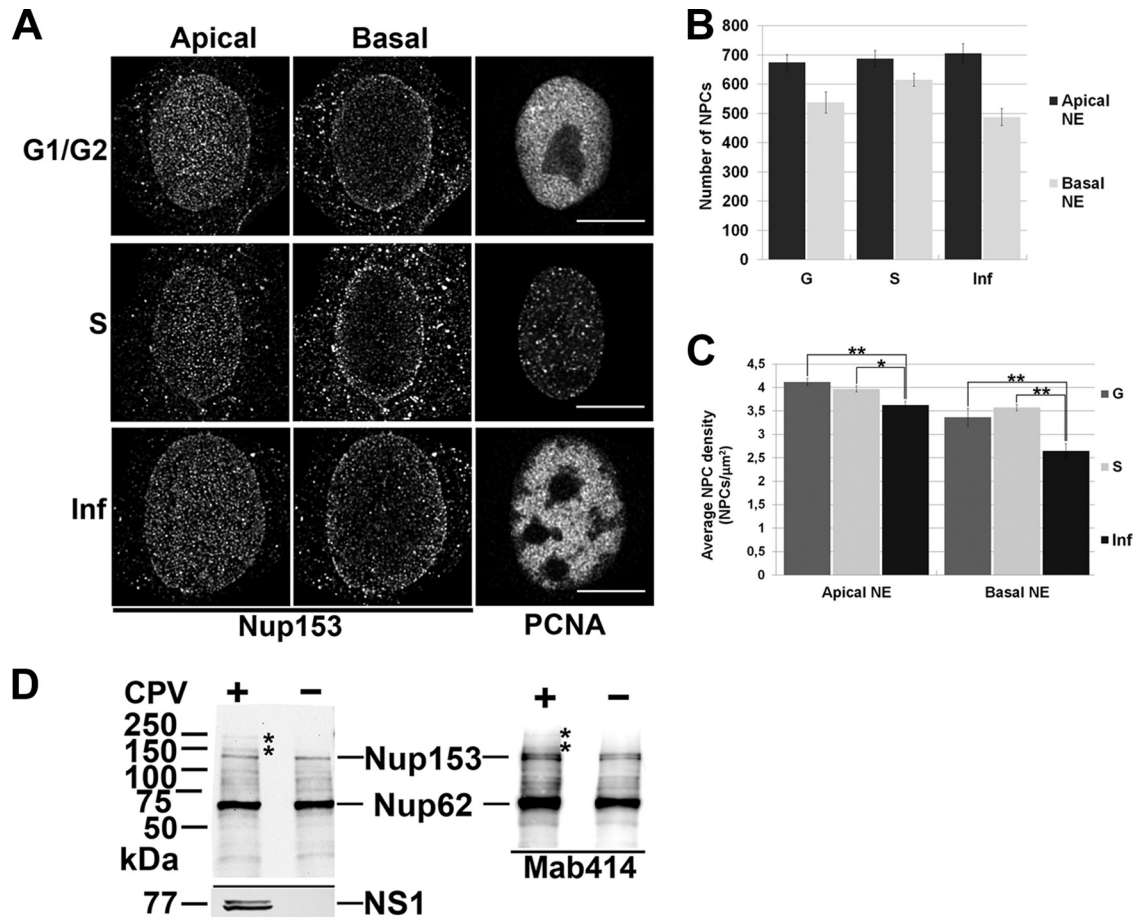 A
Apical Basal
G1/G2
S
Inf
Nup153
PCNA
B
Number of NPCs
800
700
600
500
400
300
200
100
0
G S Inf
Apical
NE
Basal
NE
C
Average NPC density
(NPCs/μm²)
4,5
4
3,5
3
2,5
2
1,5
1
0,5
0
** *
** **
Apical NE Basal NE
G
S
Inf
D
CPV + −
250
150
100
75
50
kDa
*
*
Nup153
Nup62
+ −
*
*
Mab414
77
NS1